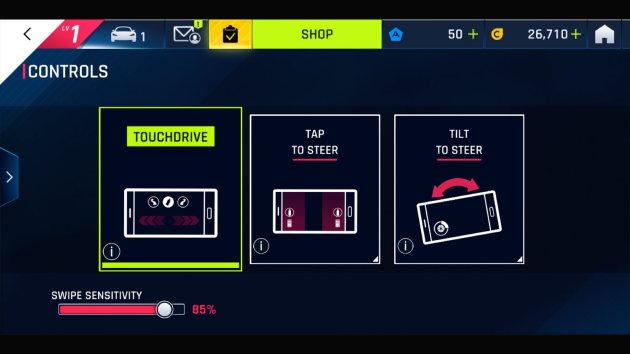 LV 1
1
SHOP
50 +
26,710 +
CONTROLS
TOUCHDRIVE
TAP
TO STEER
TILT
TO STEER
SWIPE SENSITIVITY
85%